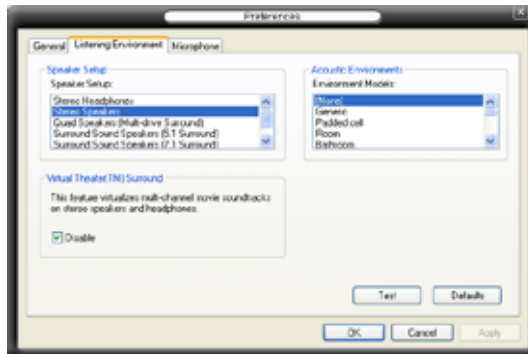 Preferences
General
Listering Environment
Microphone
Speaker Setup
Speaker Setup:
Stereo Headphones
Stereo Speakers
Quad Speakers (Multi-drive Surround)
Surround Sound Speakers (5.1 Surround)
Surround Sound Speakers (7.1 Surround)
Acoustic Environments
Environment Models:
(None)
Generic
Padded cell
Room
Bathroom
Virtual Theater(TM) Surround
This feature virtualizes multi-channel movie soundtracks
on stereo speakers and headphones.
Disable
Test
Defaults
OK
Cancel
Apply